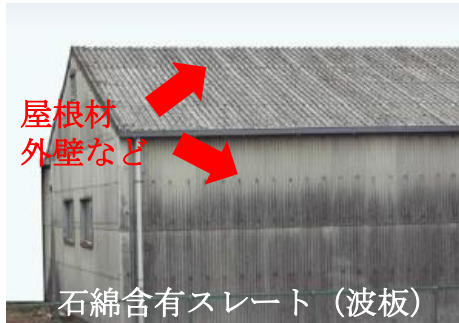 屋根材
外壁など
石綿含有スレート（波板）